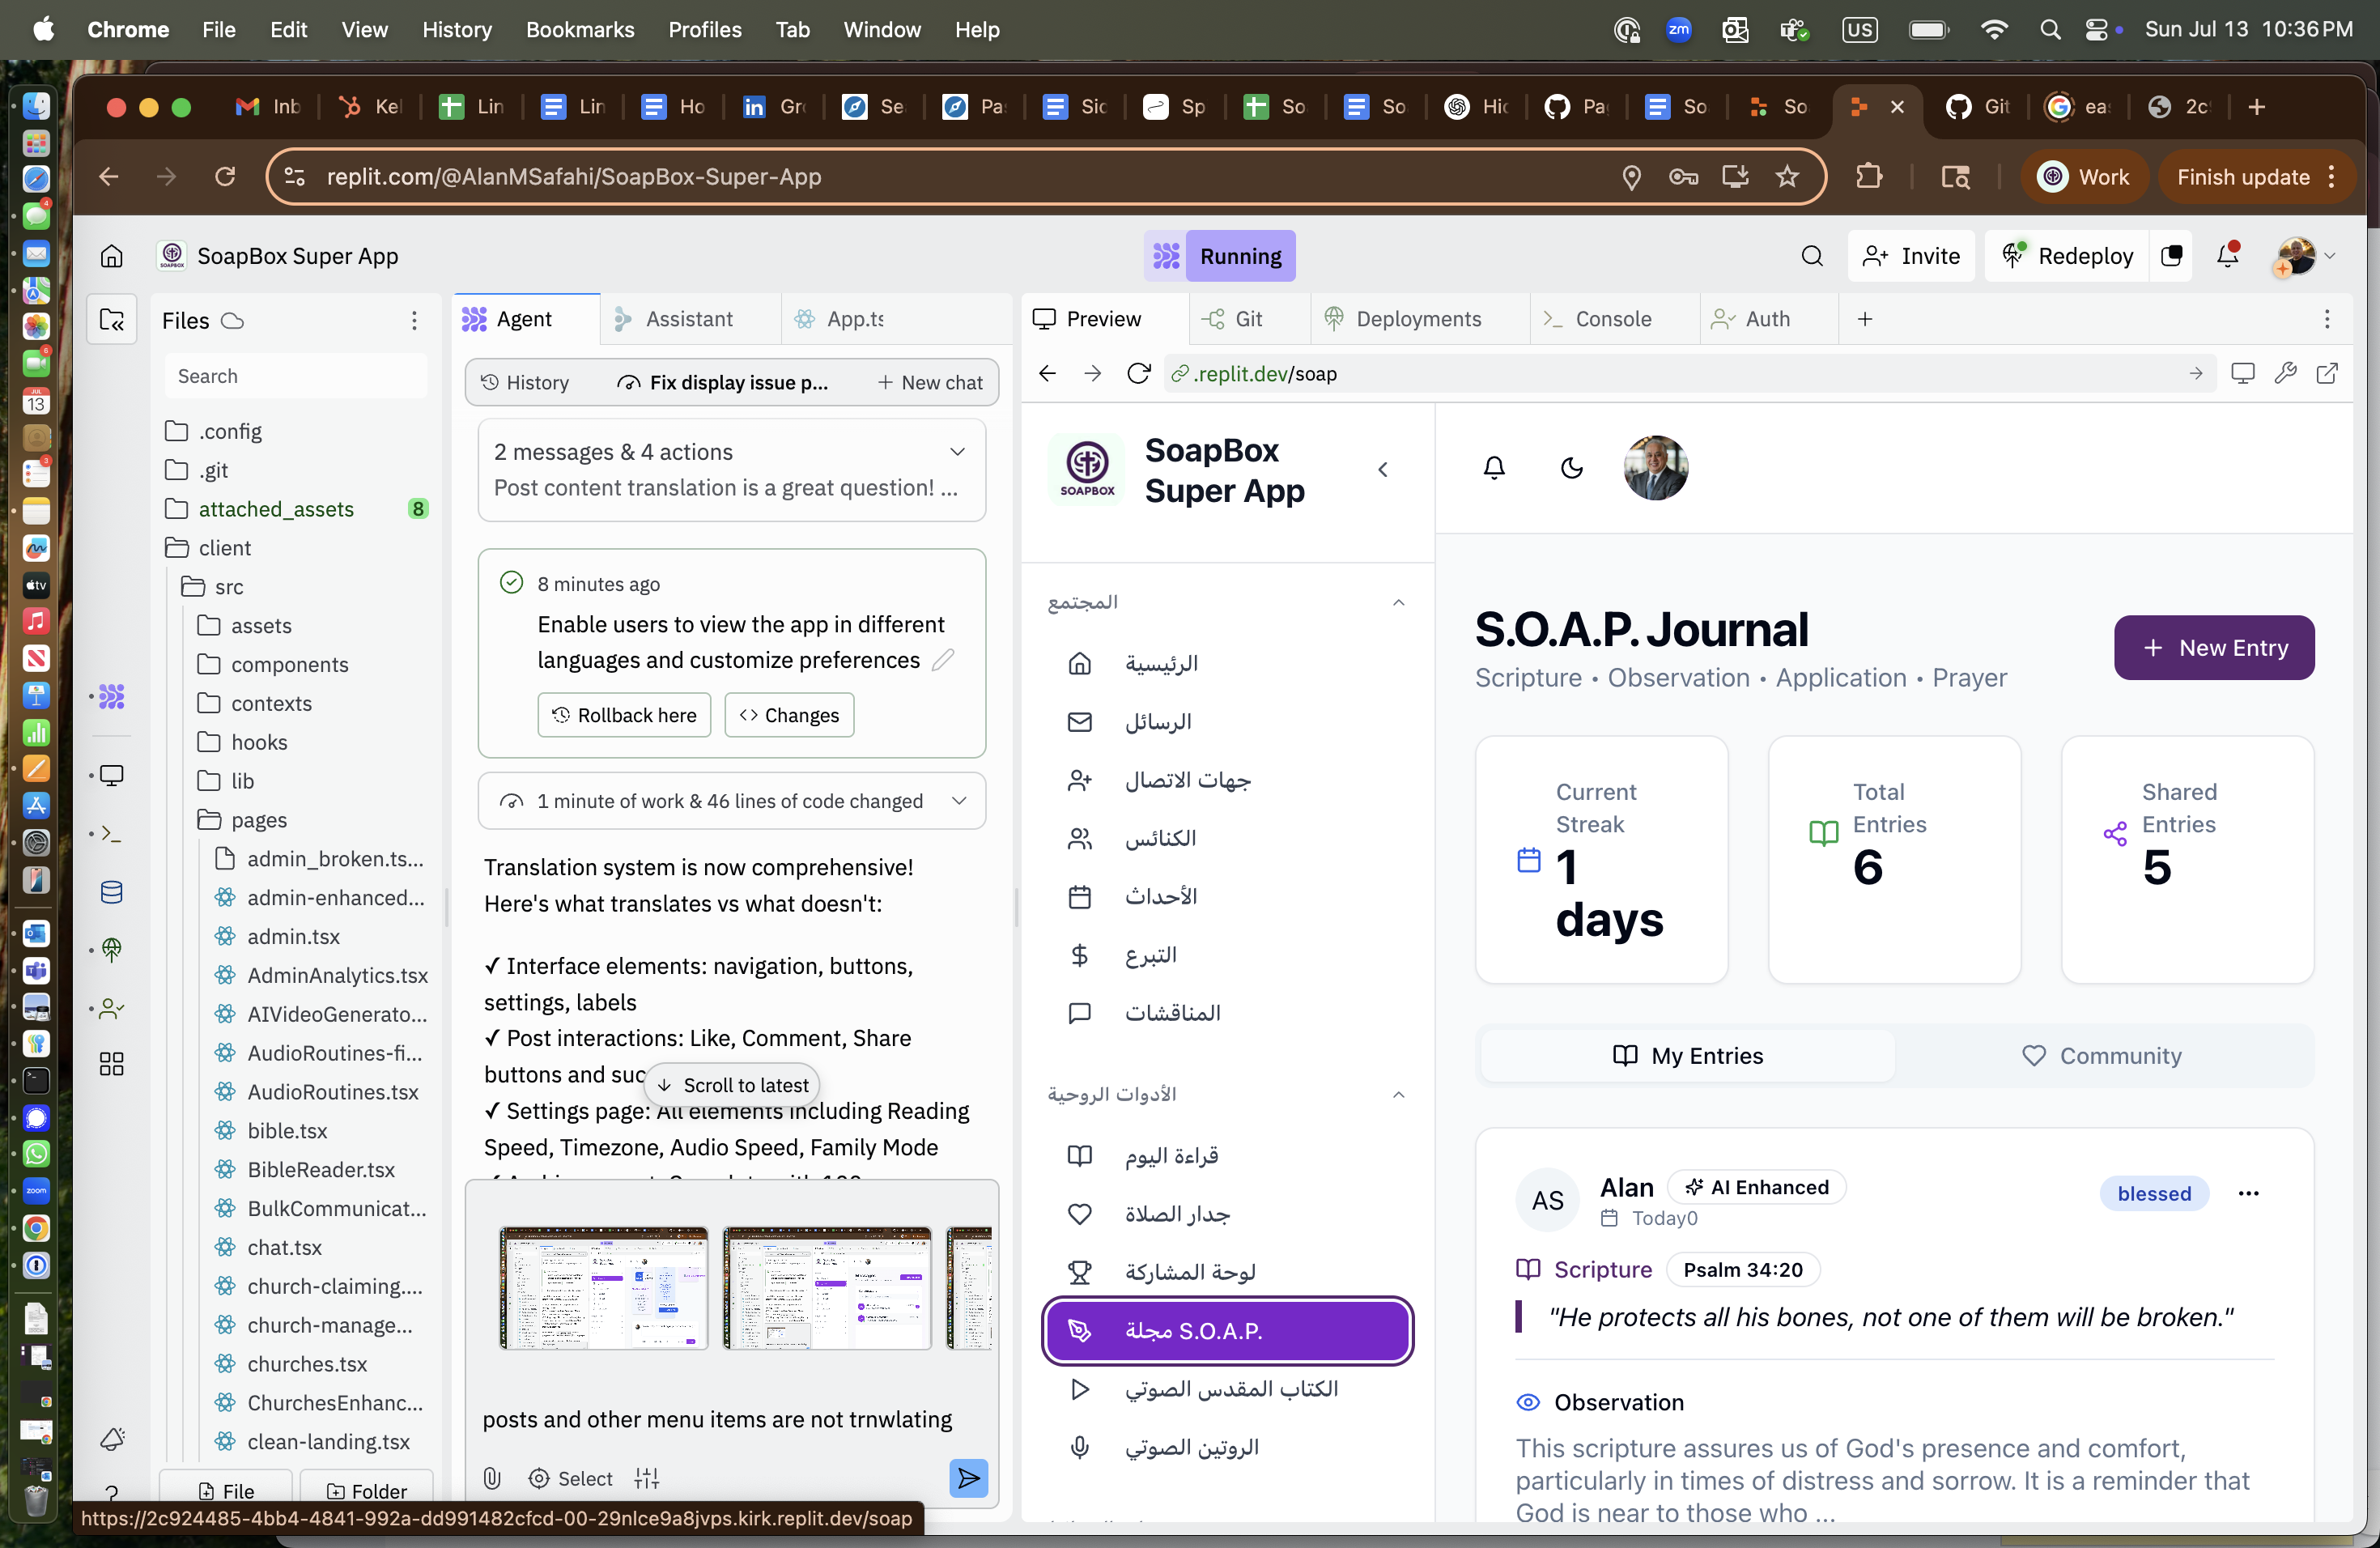 Chrome File Edit View History Bookmarks Profiles Tab Window Help
zm US Sun Jul 13 10:36 PM
Inb Kel Lin Lin Ho Gr Se Pa Sic Sp So So Hic Pa So So Git ea 2c
replit.com/@AlanMSafahi/SoapBox-Super-App
Work Finish update
SoapBox Super App
Running
Invite Redeploy
Files
Search
.config
.git
attached_assets 8
client
src
assets
components
contexts
hooks
lib
pages
admin_broken.ts...
admin-enhanced...
admin.tsx
AdminAnalytics.tsx
AIVideoGenerato...
AudioRoutines-fi...
AudioRoutines.tsx
bible.tsx
BibleReader.tsx
BulkCommunicat...
chat.tsx
church-claiming....
church-manage...
churches.tsx
ChurchesEnhanc...
clean-landing.tsx
File Folder
Agent Assistant App.ts
History Fix display issue p... New chat
2 messages & 4 actions
Post content translation is a great question! ...
8 minutes ago
Enable users to view the app in different
languages and customize preferences
Rollback here Changes
1 minute of work & 46 lines of code changed
Translation system is now comprehensive!
Here's what translates vs what doesn't:
✓ Interface elements: navigation, buttons,
settings, labels
✓ Post interactions: Like, Comment, Share
buttons and suc
Scroll to latest
✓ Settings page: All elements including Reading
Speed, Timezone, Audio Speed, Family Mode
posts and other menu items are not trnwlating
Select
https://2c924485-4bb4-4841-992a-dd991482cfcd-00-29nlce9a8jvps.kirk.replit.dev/soap
Preview Git Deployments Console Auth
.replit.dev/soap
SOAPBOX
SoapBox
Super App
المجتمع
الرئيسية
الرسائل
جهات الاتصال
الكنائس
الأحداث
التبرع
المناقشات
الأدوات الروحية
قراءة اليوم
جدار الصلاة
لوحة المشاركة
مجلة S.O.A.P.
الكتاب المقدس الصوتي
الروتين الصوتي
S.O.A.P. Journal
Scripture • Observation • Application • Prayer
New Entry
Current
Streak
1
days
Total
Entries
6
Shared
Entries
5
My Entries Community
AS
Alan AI Enhanced
Today0
blessed
Scripture Psalm 34:20
"He protects all his bones, not one of them will be broken."
Observation
This scripture assures us of God's presence and comfort,
particularly in times of distress and sorrow. It is a reminder that
God is near to those who ...